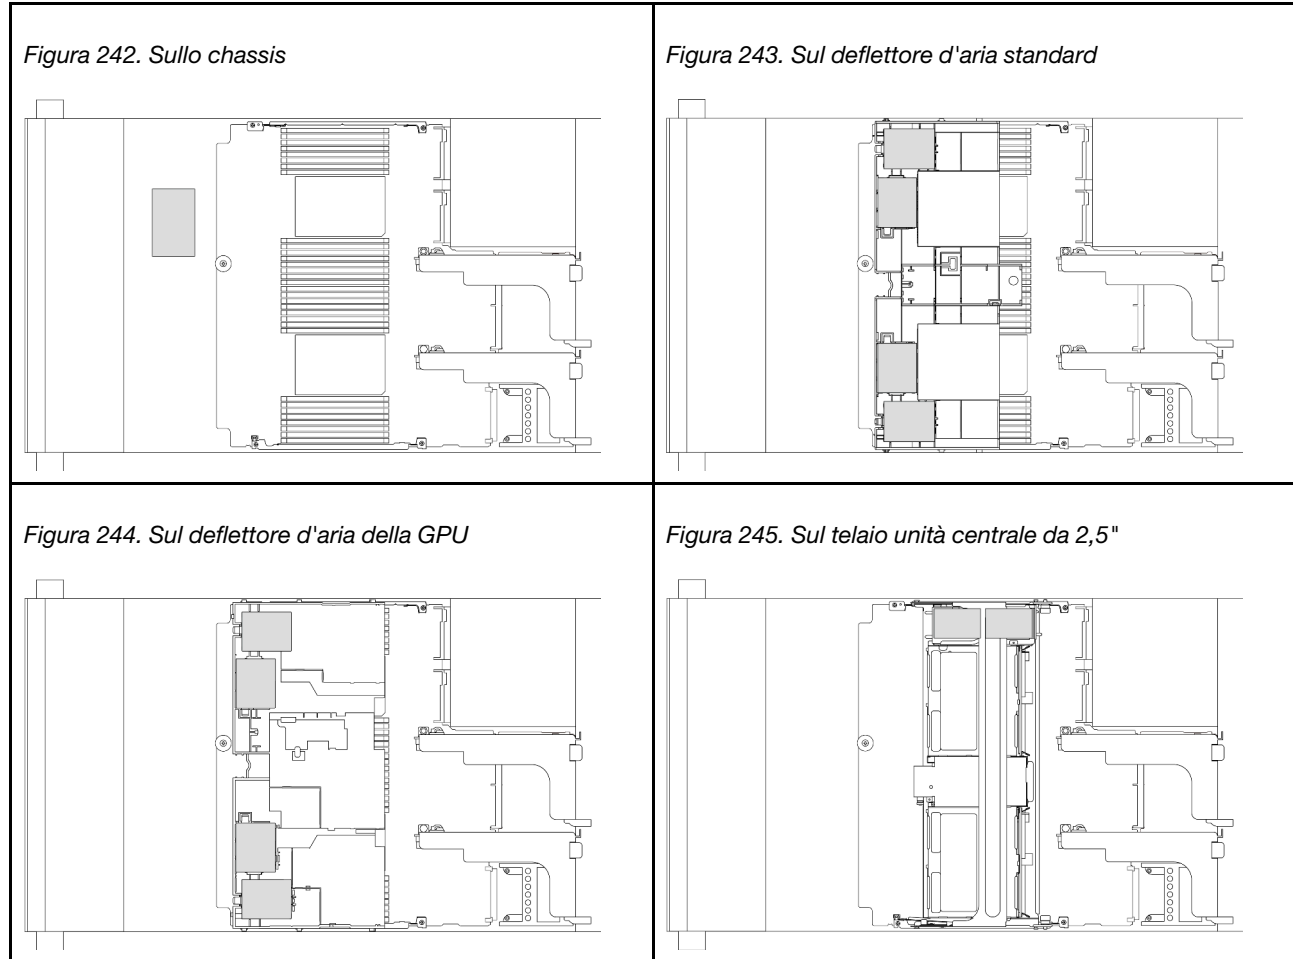 Figura 242. Sullo chassis
Figura 243. Sul deflettore d'aria standard
Figura 244. Sul deflettore d'aria della GPU
Figura 245. Sul telaio unità centrale da 2,5"